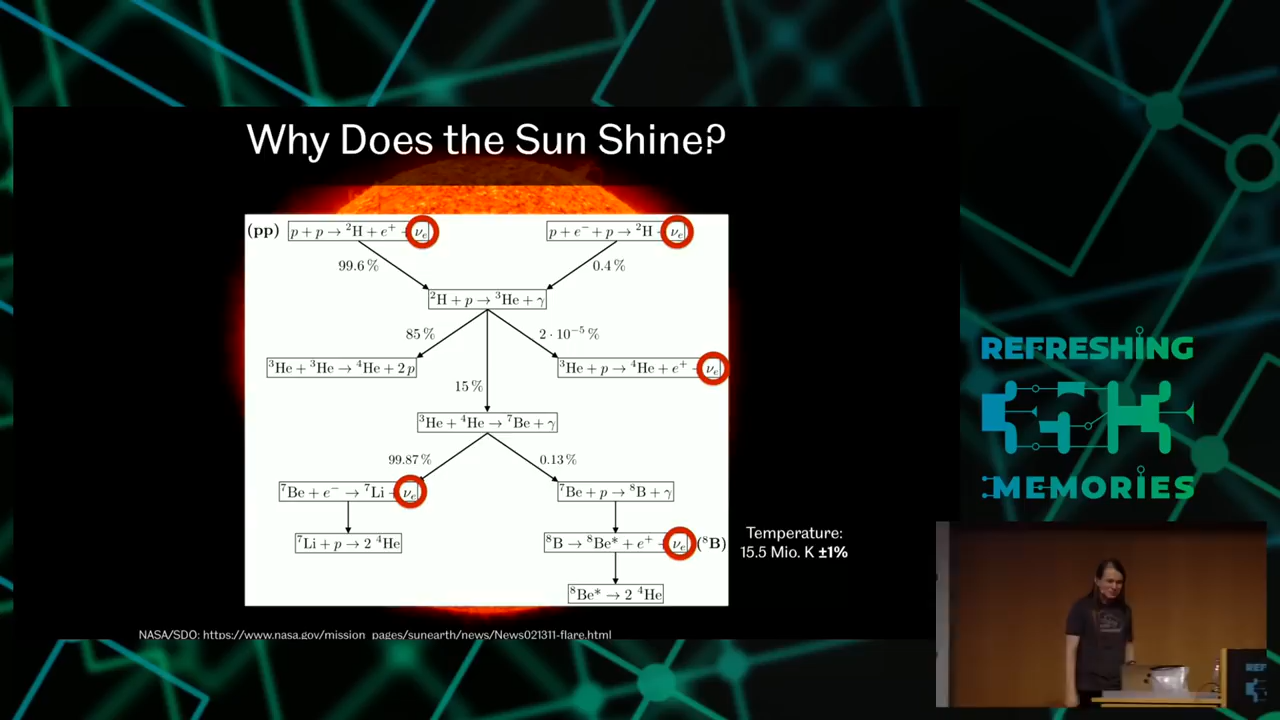 Why Does the Sun Shine?
(pp) p + p → ²H + e⁺ + νₑ
p + e⁻ + p → ²H + νₑ
99.6 %
0.4 %
²H + p → ³He + γ
85 %
2 · 10⁻⁵ %
³He + ³He → ⁴He + 2 p
³He + p → ⁴He + e⁺ + νₑ
15 %
³He + ⁴He → ⁷Be + γ
99.87 %
0.13 %
⁷Be + e⁻ → ⁷Li + νₑ
⁷Be + p → ⁸B + γ
⁷Li + p → 2 ⁴He
⁸B → ⁸Be* + e⁺ + νₑ (⁸B)
⁸Be* → 2 ⁴He
Temperature:
15.5 Mio. K ±1%
NASA/SDO: https://www.nasa.gov/mission_pages/sunearth/news/News021311-flare.html
REFRESHING
MEMORIES